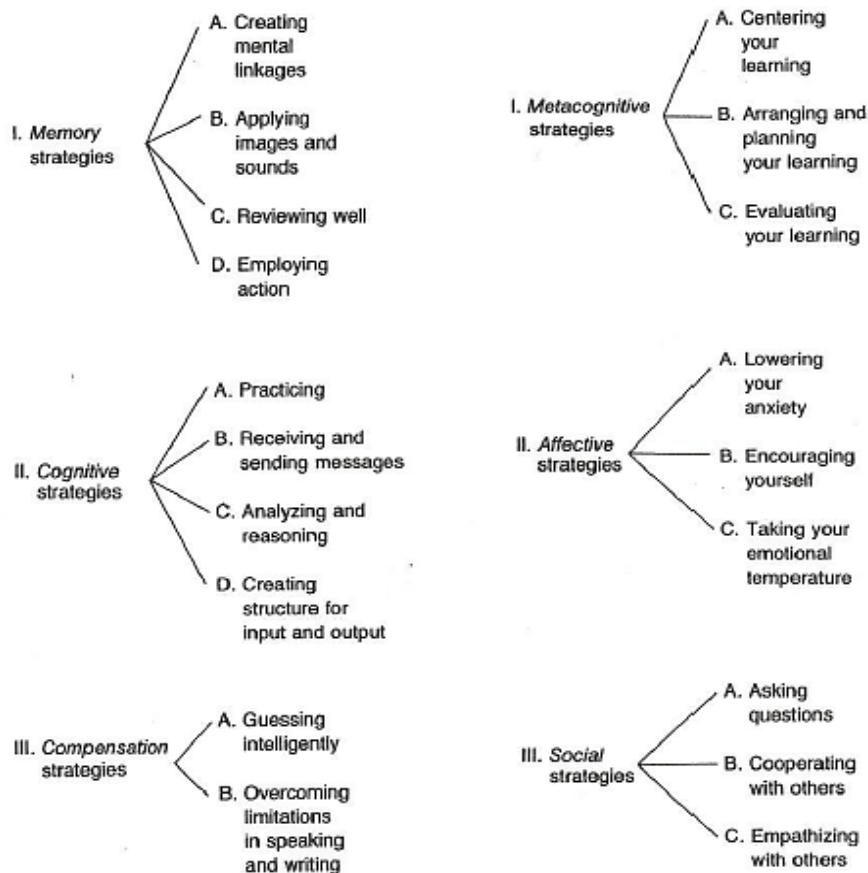 A. Creating
mental
linkages
I. Memory
strategies
B. Applying
images and
sounds
C. Reviewing well
D. Employing
action
II. Cognitive
strategies
A. Practicing
B. Receiving and
sending messages
C. Analyzing and
reasoning
D. Creating
structure for
input and output
III. Compensation
strategies
A. Guessing
intelligently
B. Overcoming
limitations
in speaking
and writing
I. Metacognitive
strategies
A. Centering
your
learning
B. Arranging and
planning
your learning
C. Evaluating
your learning
II. Affective
strategies
A. Lowering
your
anxiety
B. Encouraging
yourself
C. Taking your
emotional
temperature
III. Social
strategies
A. Asking
questions
B. Cooperating
with others
C. Empathizing
with others